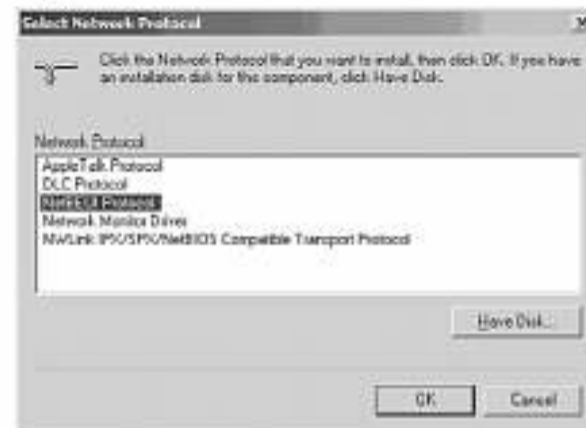 Select Network Protocol
Click the Network Protocol that you want to install, then click OK. If you have
an installation disk for this component, click Have Disk.
Network Protocol
AppleTalk Protocol
DLC Protocol
NetBEUI Protocol
Network Monitor Driver
NWLink IPX/SPX/NetBIOS Compatible Transport Protocol
Have Disk...
OK
Cancel